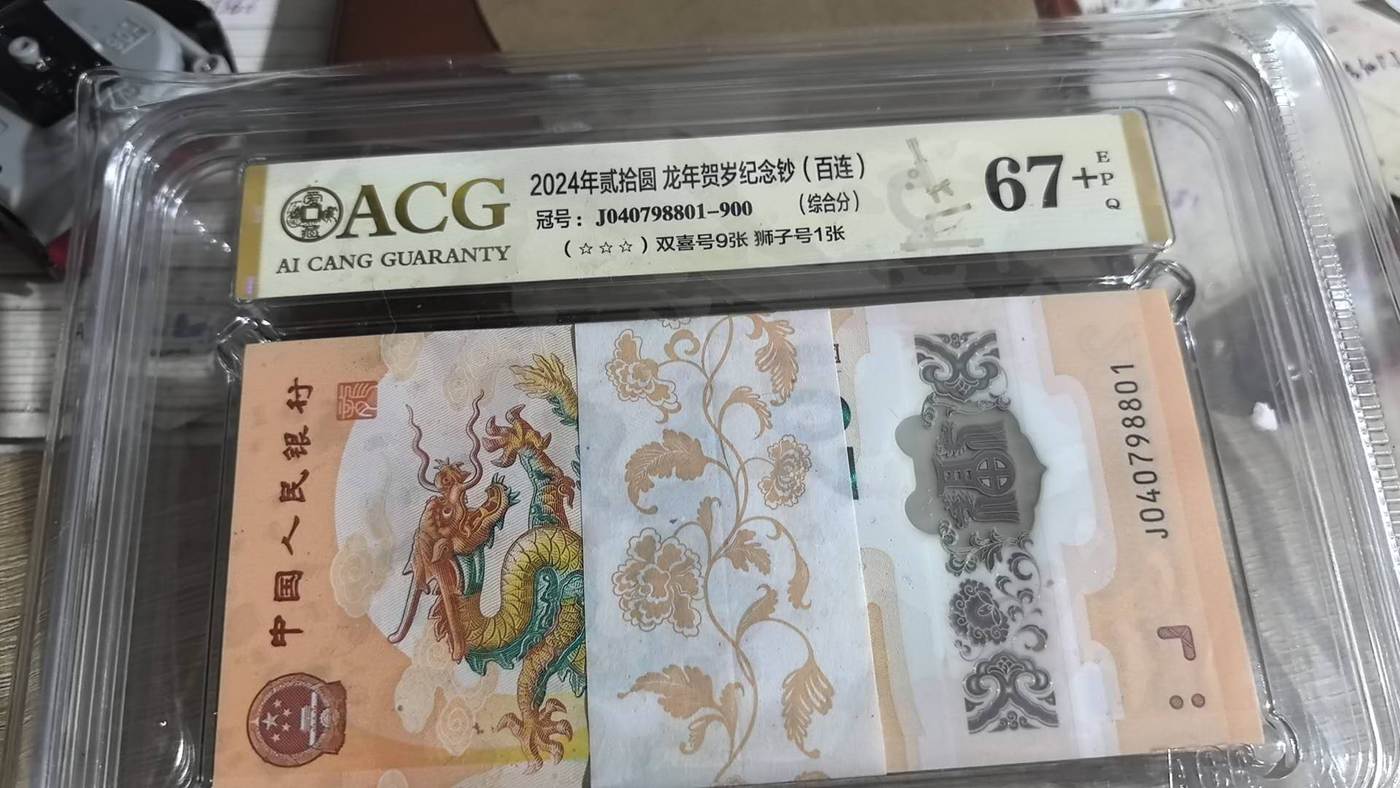 ACG
AI CANG GUARANTY
2024年贰拾圆 龙年贺岁纪念钞（百连）
冠号：J040798801-900 （综合分）
（☆☆☆）双喜号9张 狮子号1张
67+
EPQ
中国人民银行
J040798801